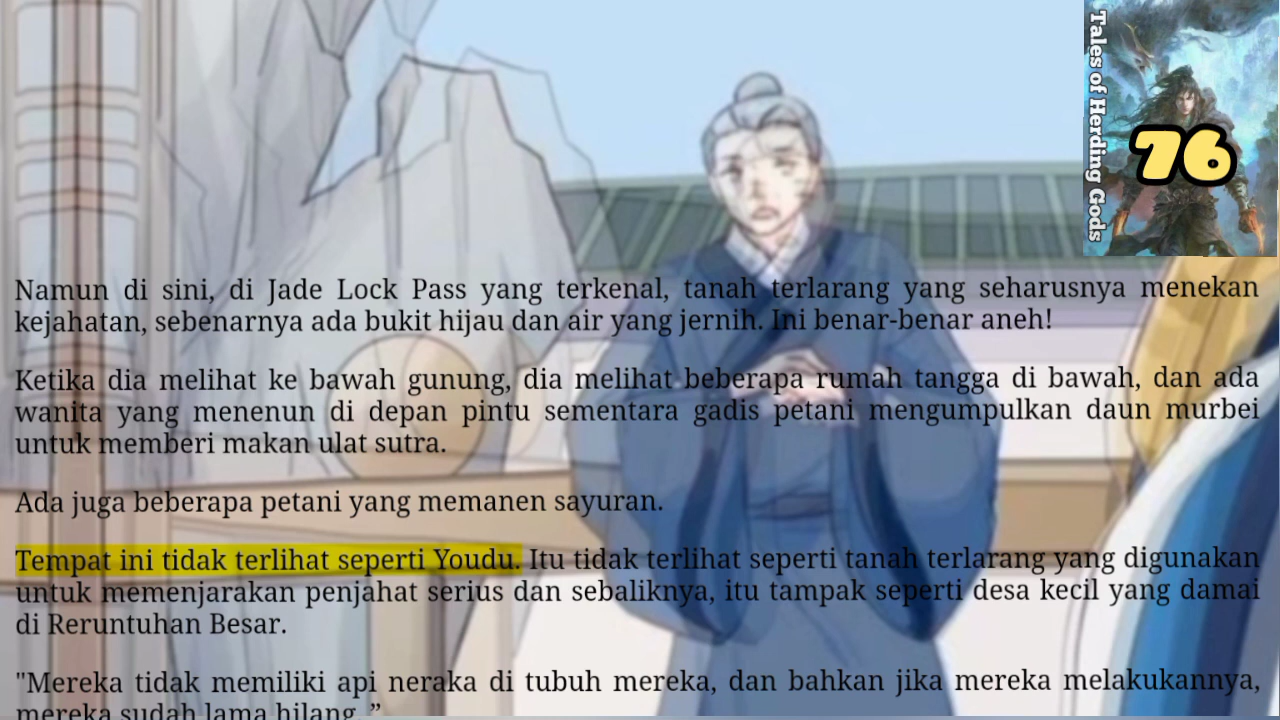 Tales of Herding Gods
76
Namun di sini, di Jade Lock Pass yang terkenal, tanah terlarang yang seharusnya menekan
kejahatan, sebenarnya ada bukit hijau dan air yang jernih. Ini benar-benar aneh!
Ketika dia melihat ke bawah gunung, dia melihat beberapa rumah tangga di bawah, dan ada
wanita yang menenun di depan pintu sementara gadis petani mengumpulkan daun murbei
untuk memberi makan ulat sutra.
Ada juga beberapa petani yang memanen sayuran.
Tempat ini tidak terlihat seperti Youdu. Itu tidak terlihat seperti tanah terlarang yang digunakan
untuk memenjarakan penjahat serius dan sebaliknya, itu tampak seperti desa kecil yang damai
di Reruntuhan Besar.
"Mereka tidak memiliki api neraka di tubuh mereka, dan bahkan jika mereka melakukannya,
mereka sudah lama hilang.”